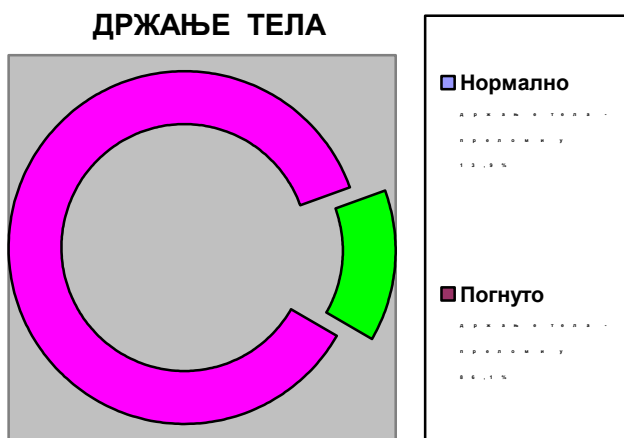 ДРЖАЊЕ ТЕЛА
Нормално
држање тела -
преломи у
13,9%
Погнуто
држање тела -
преломи у
86,1%